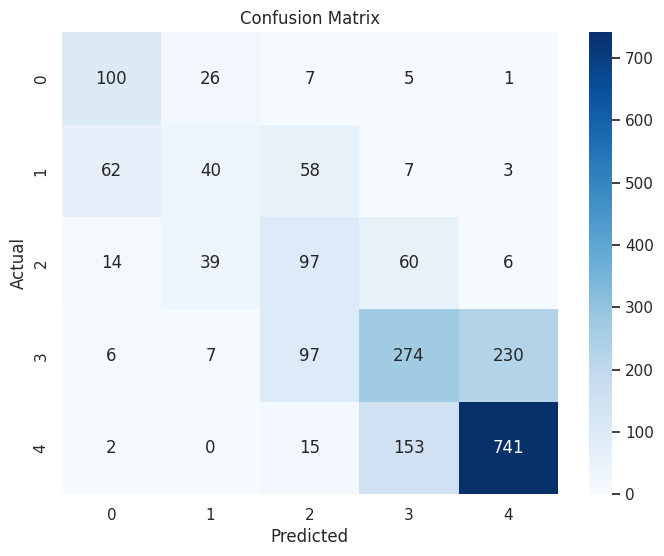 Confusion Matrix
0 100 26 7 5 1
1 62 40 58 7 3
2 14 39 97 60 6
3 6 7 97 274 230
4 2 0 15 153 741
0 1 2 3 4
Actual
Predicted
700
600
500
400
300
200
100
0